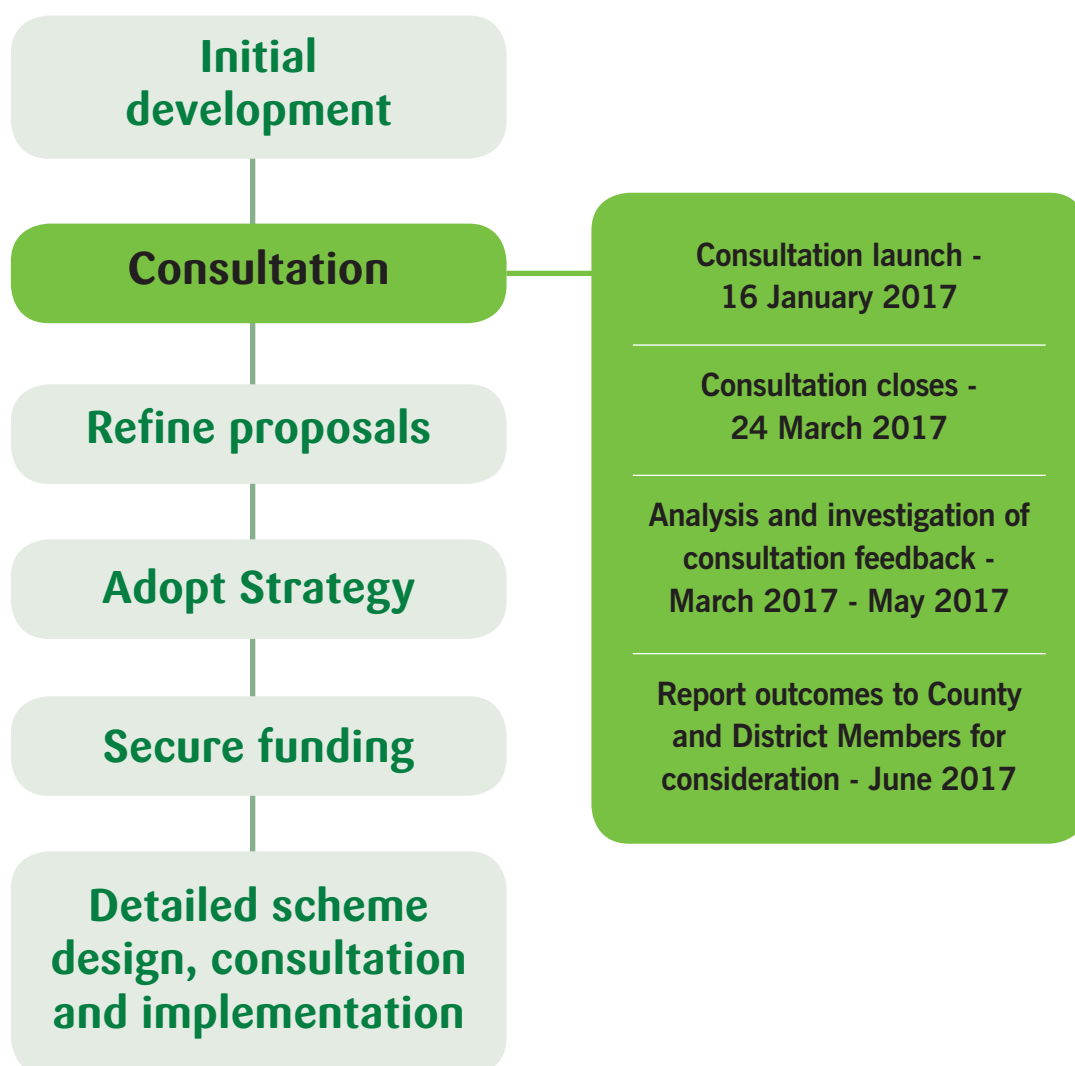 Initial
development
Consultation
Refine proposals
Adopt Strategy
Secure funding
Detailed scheme
design, consultation
and implementation
Consultation launch -
16 January 2017
Consultation closes -
24 March 2017
Analysis and investigation of
consultation feedback -
March 2017 - May 2017
Report outcomes to County
and District Members for
consideration - June 2017